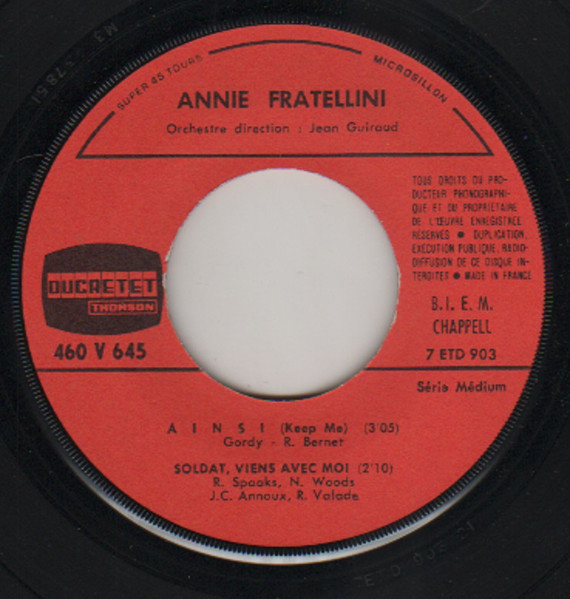 SUPER 45 TOURS MICROSILLON
ANNIE FRATELLINI
Orchestre direction : Jean Guiraud
TOUS DROITS DU PRO-
DUCTEUR PHONOGRAPHI-
QUE ET DU PROPRIETAIRE
DE L'ŒUVRE ENREGISTREE
RESERVES • DUPLICATION,
EXECUTION PUBLIQUE, RADIO-
DIFFUSION DE CE DISQUE IN-
TERDITES • MADE IN FRANCE
DUCRETET
THOMSON
460 V 645
B. I. E. M.
CHAPPELL
7 ETD 903
Série Médium
A I N S I (Keep Me) (3'05)
Gordy - R. Bernet
SOLDAT, VIENS AVEC MOI (2'10)
R. Spaaks, N. Woods
J.C. Annoux, R. Valade